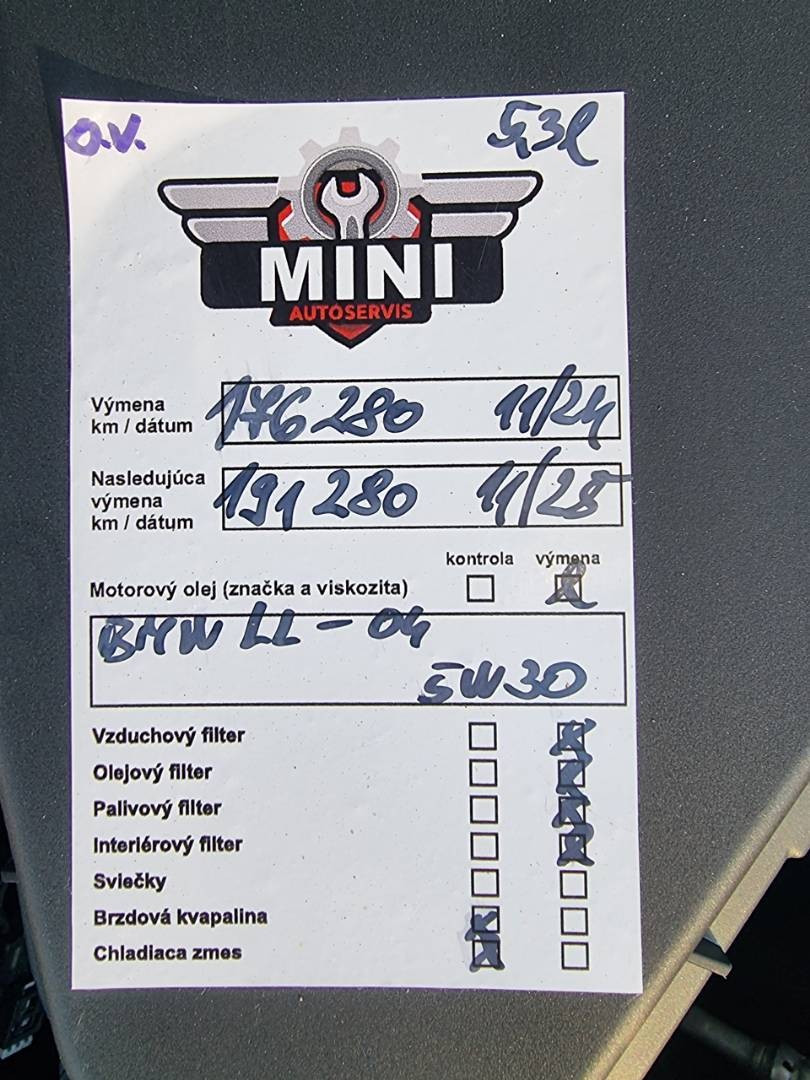 O.V. 5,3l
MINI
AUTOSERVIS
Výmena
km / dátum 176 280 11/24
Nasledujúca
výmena
km / dátum 191 280 11/25
kontrola výmena
Motorový olej (značka a viskozita)
BMW LL-04
5W30
Vzduchový filter
Olejový filter
Palivový filter
Interiérový filter
Sviečky
Brzdová kvapalina
Chladiaca zmes